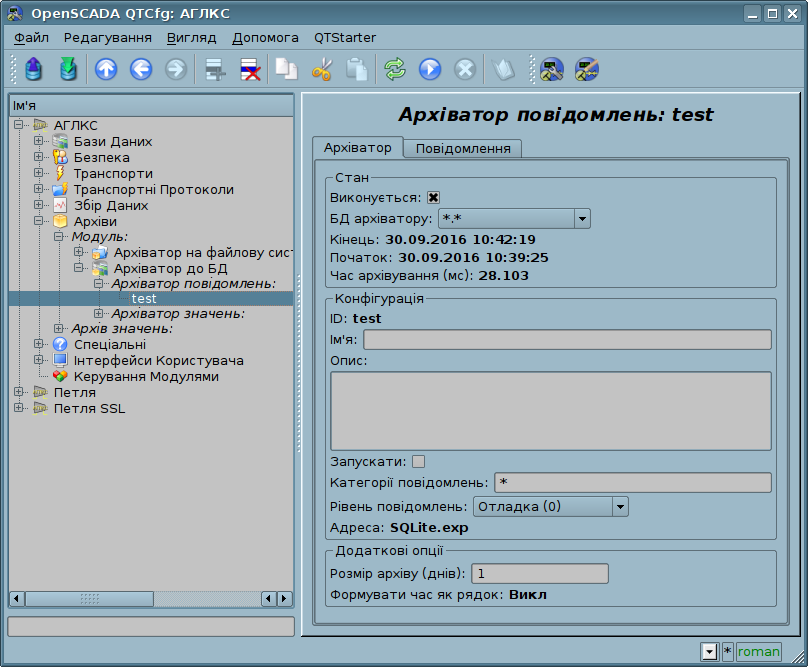 OpenSCADA QTCfg: АГЛКС
Файл Редагування Вигляд Допомога QTStarter
Ім'я
АГЛКС
Бази Даних
Безпека
Транспорти
Транспортні Протоколи
Збір Даних
Архіви
Модуль:
Архіватор на файлову сист
Архіватор до БД
Архіватор повідомлень:
test
Архіватор значень:
Архів значень:
Спеціальні
Інтерфейси Користувача
Керування Модулями
Петля
Петля SSL
Архіватор повідомлень: test
Архіватор Повідомлення
Стан
Виконується:
БД архіватору: *.*
Кінець: 30.09.2016 10:42:19
Початок: 30.09.2016 10:39:25
Час архівування (мс): 28.103
Конфігурація
ID: test
Ім'я:
Опис:
Запускати:
Категорії повідомлень: *
Рівень повідомлень: Отладка (0)
Адреса: SQLite.exp
Додаткові опції
Розмір архіву (днів): 1
Формувати час як рядок: Викл
* roman